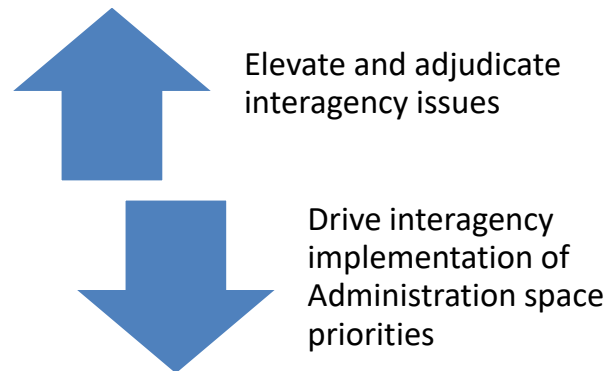 Elevate and adjudicate
interagency issues
Drive interagency
implementation of
Administration space
priorities